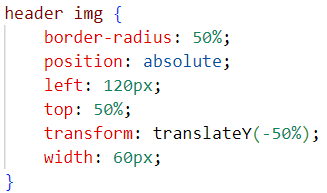 header img {
    border-radius: 50%;
    position: absolute;
    left: 120px;
    top: 50%;
    transform: translateY(-50%);
    width: 60px;
}